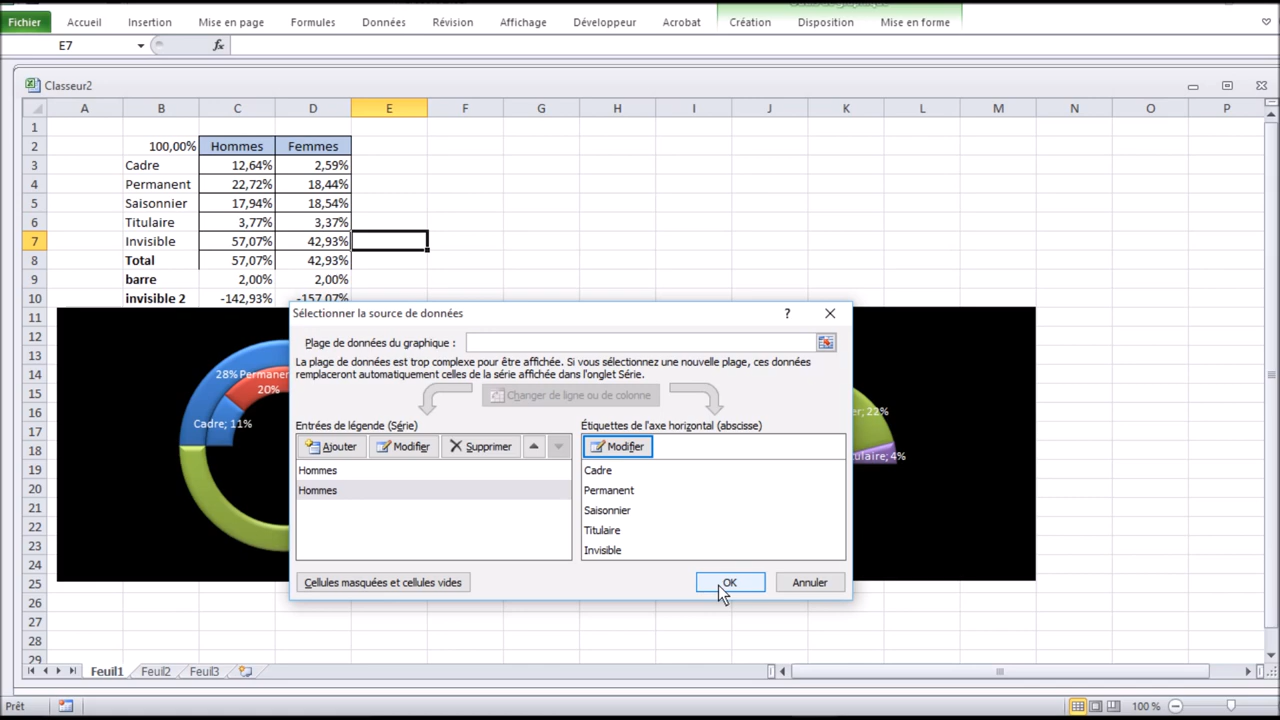 Fichier Accueil Insertion Mise en page Formules Données Révision Affichage Développeur Acrobat Création Disposition Mise en forme
E7 fx
Classeur2
A B C D E F G H I J K L M N O P
1
2 100,00% Hommes Femmes
3 Cadre 12,64% 2,59%
4 Permanent 22,72% 18,44%
5 Saisonnier 17,94% 18,54%
6 Titulaire 3,77% 3,37%
7 Invisible 57,07% 42,93%
8 Total 57,07% 42,93%
9 barre 2,00% 2,00%
10 invisible 2 -142,93% -157,07%
11
12
13
14
15
16
17
18
19
20
21
22
23
24
25
26
27
28
29
28% Permanen
20%
Cadre; 11%
er; 22%
ulaire; 4%
Sélectionner la source de données ?
Plage de données du graphique :
La plage de données est trop complexe pour être affichée. Si vous sélectionnez une nouvelle plage, ces données
remplaceront automatiquement celles de la série affichée dans l'onglet Série.
Changer de ligne ou de colonne
Entrées de légende (Série) Étiquettes de l'axe horizontal (abscisse)
Ajouter Modifier Supprimer Modifier
Hommes Cadre
Hommes Permanent
Saisonnier
Titulaire
Invisible
Cellules masquées et cellules vides OK Annuler
Feuil1 Feuil2 Feuil3
Prêt 100 %